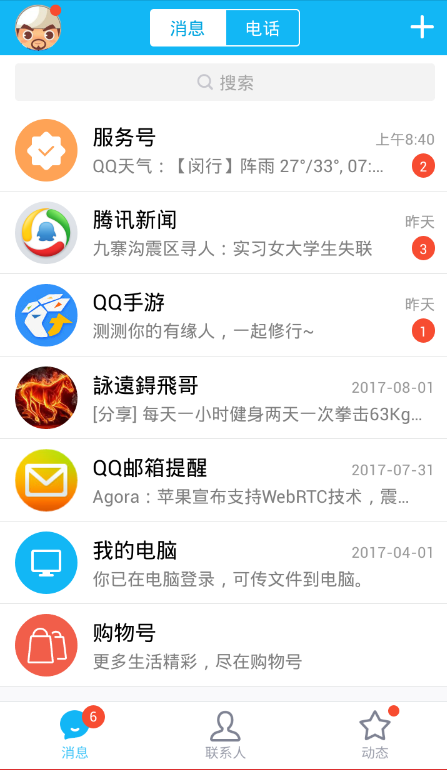 消息 电话
搜索
服务号 上午8:40
QQ天气：【闵行】阵雨 27°/33°, 07:... 2
腾讯新闻 昨天
九寨沟震区寻人：实习女大学生失联 3
QQ手游 昨天
测测你的有缘人，一起修行~ 1
詠遠鍀飛哥 2017-08-01
[分享] 每天一小时健身两天一次拳击63Kg...
QQ邮箱提醒 2017-07-31
Agora：苹果宣布支持WebRTC技术，震...
我的电脑 2017-04-01
你已在电脑登录，可传文件到电脑。
购物号
更多生活精彩，尽在购物号
6
消息 联系人 动态